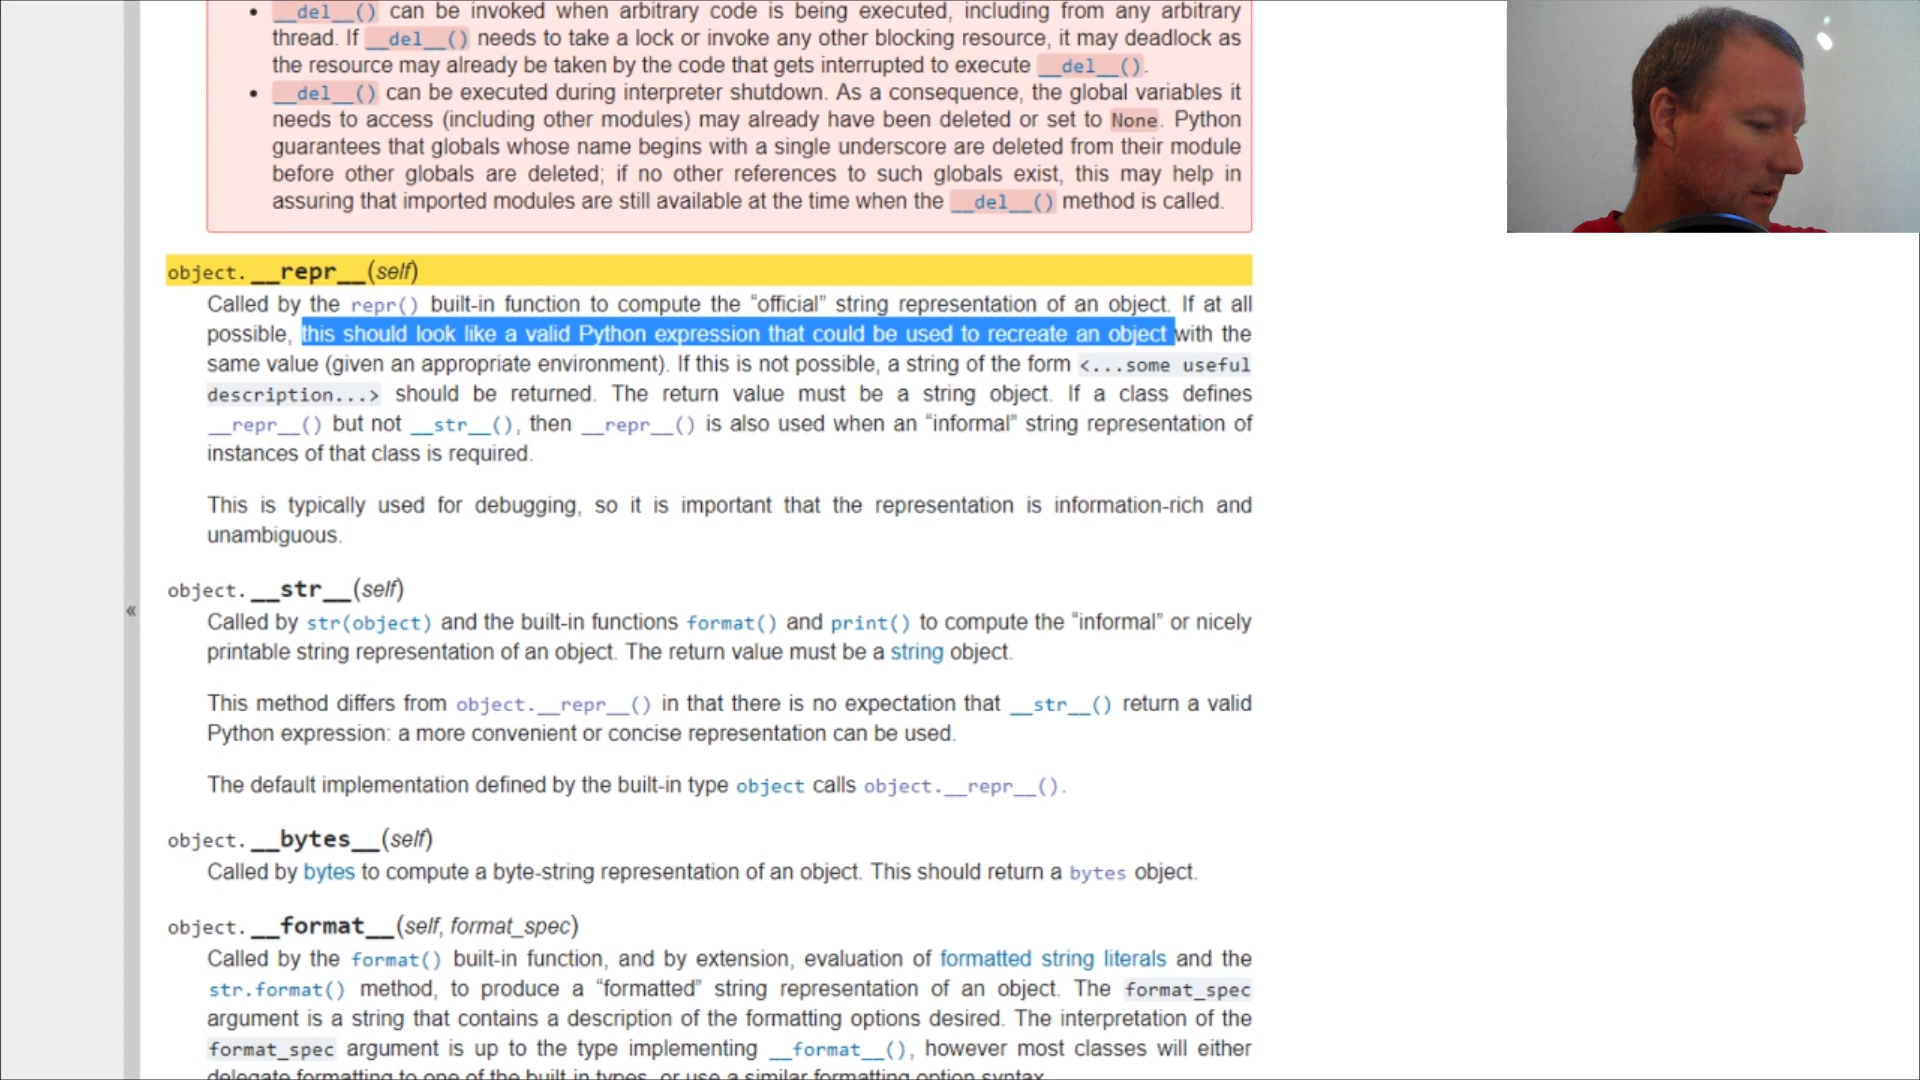 • __del__() can be invoked when arbitrary code is being executed, including from any arbitrary
thread. If __del__() needs to take a lock or invoke any other blocking resource, it may deadlock as
the resource may already be taken by the code that gets interrupted to execute __del__().
• __del__() can be executed during interpreter shutdown. As a consequence, the global variables it
needs to access (including other modules) may already have been deleted or set to None. Python
guarantees that globals whose name begins with a single underscore are deleted from their module
before other globals are deleted; if no other references to such globals exist, this may help in
assuring that imported modules are still available at the time when the __del__() method is called.
object.__repr__(self)
Called by the repr() built-in function to compute the “official” string representation of an object. If at all
possible, this should look like a valid Python expression that could be used to recreate an object with the
same value (given an appropriate environment). If this is not possible, a string of the form <...some useful
description...> should be returned. The return value must be a string object. If a class defines
__repr__() but not __str__(), then __repr__() is also used when an “informal” string representation of
instances of that class is required.
This is typically used for debugging, so it is important that the representation is information-rich and
unambiguous.
object.__str__(self)
«
Called by str(object) and the built-in functions format() and print() to compute the “informal” or nicely
printable string representation of an object. The return value must be a string object.
This method differs from object.__repr__() in that there is no expectation that __str__() return a valid
Python expression: a more convenient or concise representation can be used.
The default implementation defined by the built-in type object calls object.__repr__().
object.__bytes__(self)
Called by bytes to compute a byte-string representation of an object. This should return a bytes object.
object.__format__(self, format_spec)
Called by the format() built-in function, and by extension, evaluation of formatted string literals and the
str.format() method, to produce a “formatted” string representation of an object. The format_spec
argument is a string that contains a description of the formatting options desired. The interpretation of the
format_spec argument is up to the type implementing __format__(), however most classes will either
delegate formatting to one of the built-in types, or use a similar formatting option syntax.